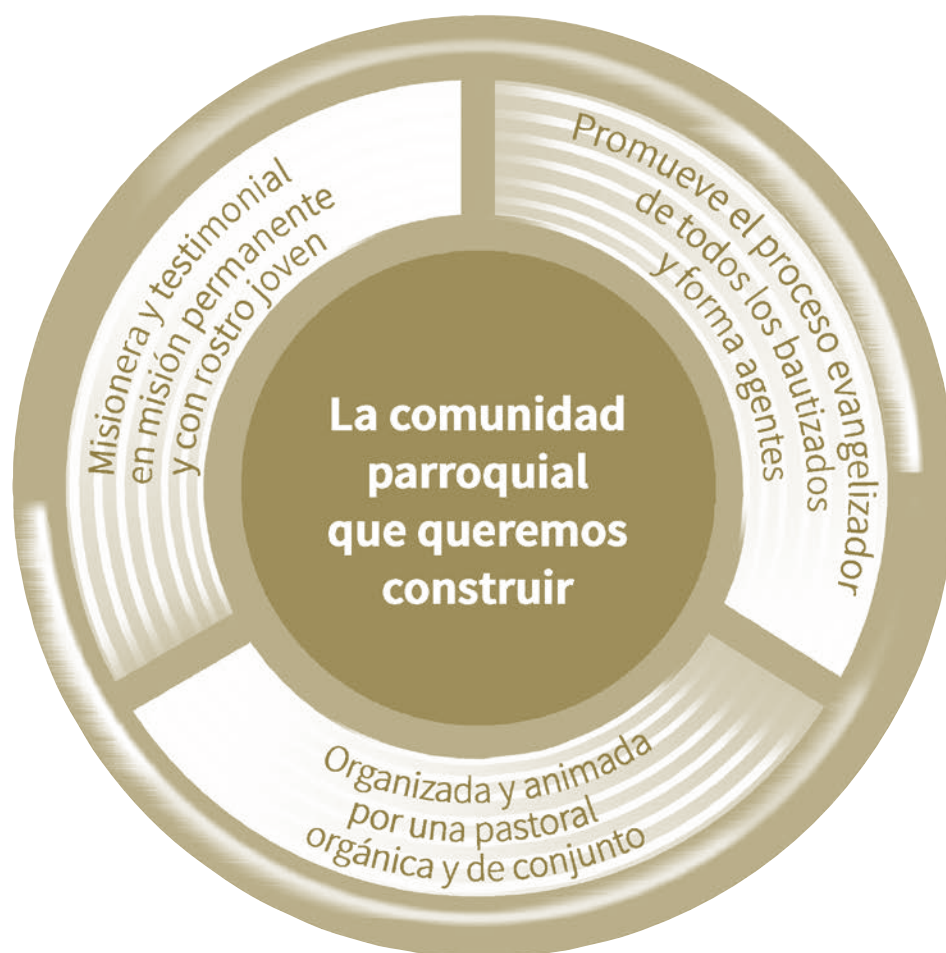 La comunidad
parroquial
que queremos
construir
Promueve el proceso evangelizador
de todos los bautizados
y forma agentes
Organizada y animada
por una pastoral
orgánica y de conjunto
Misionera y testimonial
en misión permanente
y con rostro joven